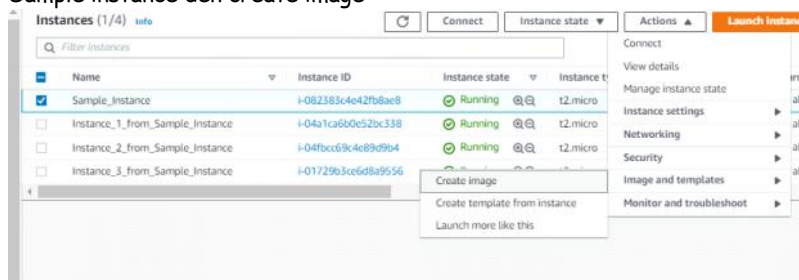 Sample instance den create image
Instances (1/4) Info
Connect
Instance state
Actions
Launch instanc
Filter instances
Connect
View details
Manage instance state
Instance settings
Networking
Security
Image and templates
Monitor and troubleshoot
Name Instance ID Instance state Instance t
Sample_Instance i-082383c4e42fb8ae8 Running t2.micro
Instance_1_from_Sample_Instance i-04a1ca6b0e52bc338 Running t2.micro
Instance_2_from_Sample_Instance i-04fbcc69c4e89d9b4 Running t2.micro
Instance_3_from_Sample_Instance i-01729b3ce6d8a9556
Create image
Create template from instance
Launch more like this